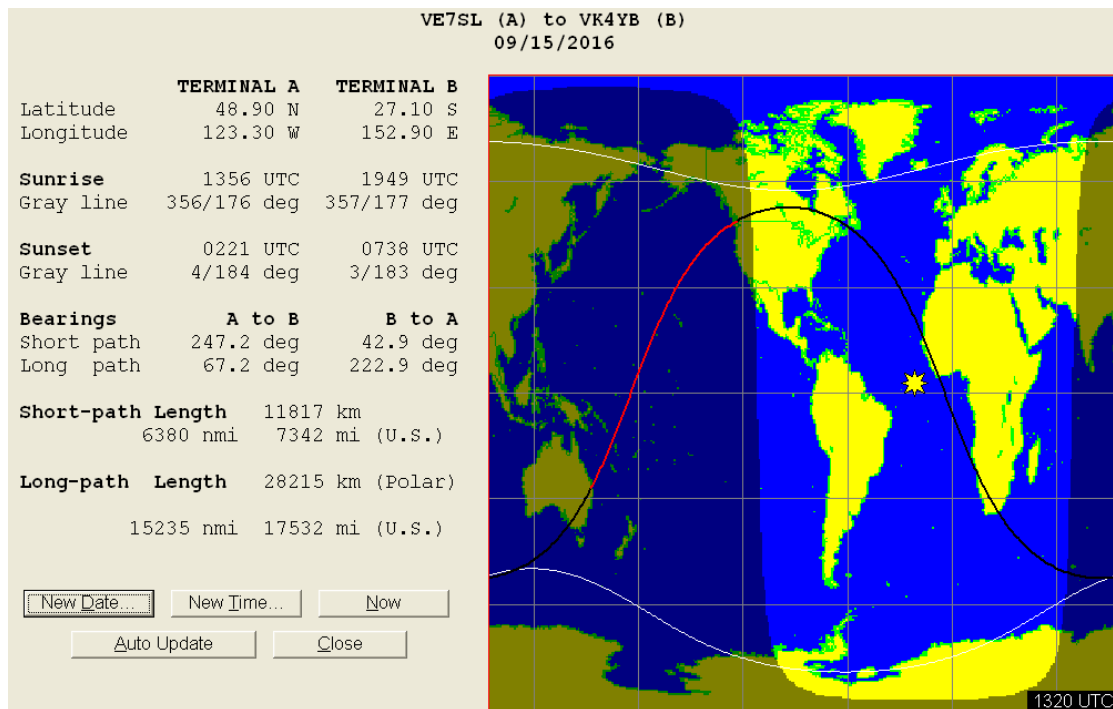 VE7SL (A) to VK4YB (B)
09/15/2016
TERMINAL A TERMINAL B
Latitude 48.90 N 27.10 S
Longitude 123.30 W 152.90 E
Sunrise 1356 UTC 1949 UTC
Gray line 356/176 deg 357/177 deg
Sunset 0221 UTC 0738 UTC
Gray line 4/184 deg 3/183 deg
Bearings A to B B to A
Short path 247.2 deg 42.9 deg
Long path 67.2 deg 222.9 deg
Short-path Length 11817 km
6380 nmi 7342 mi (U.S.)
Long-path Length 28215 km (Polar)
15235 nmi 17532 mi (U.S.)
New Date... New Time... Now
Auto Update Close
1320 UTC